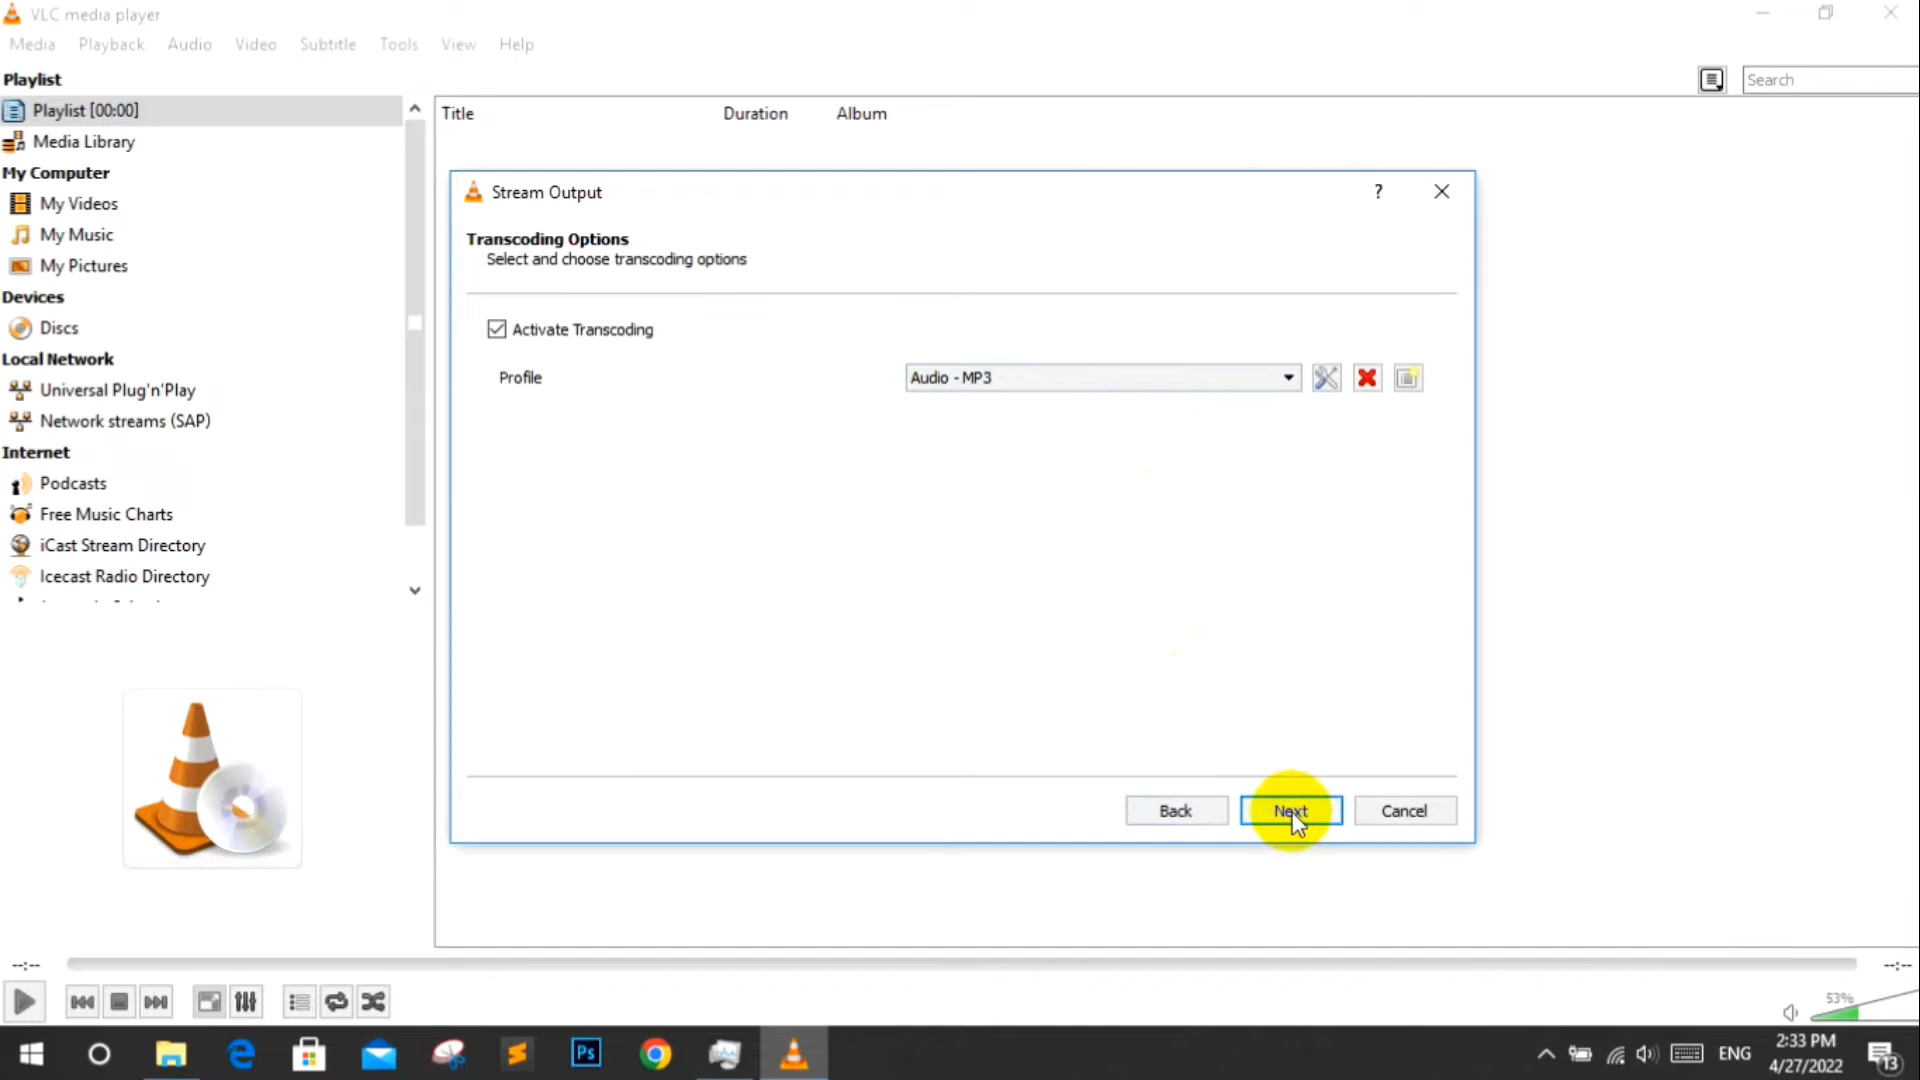 VLC media player
Media Playback Audio Video Subtitle Tools View Help
Playlist
Search
Playlist [00:00]
Title Duration Album
Media Library
My Computer
My Videos
My Music
My Pictures
Devices
Discs
Local Network
Universal Plug'n'Play
Network streams (SAP)
Internet
Podcasts
Free Music Charts
iCast Stream Directory
Icecast Radio Directory
Stream Output
?
Transcoding Options
Select and choose transcoding options
Activate Transcoding
Profile Audio - MP3
Back Next Cancel
--:-- --:--
53%
Ps
ENG
2:33 PM
4/27/2022
13